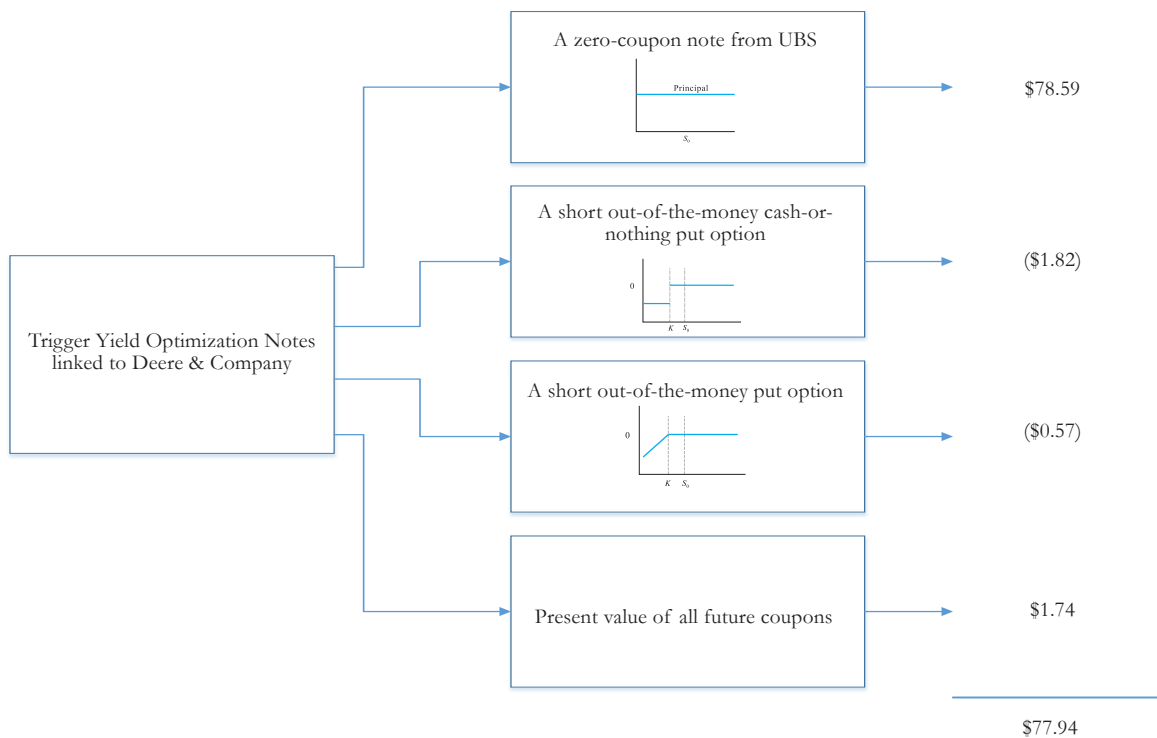 A zero-coupon note from UBS
Principal
S0
$78.59
A short out-of-the-money cash-or-
nothing put option
0
K S0
($1.82)
Trigger Yield Optimization Notes
linked to Deere & Company
A short out-of-the-money put option
0
K S0
($0.57)
Present value of all future coupons
$1.74
$77.94